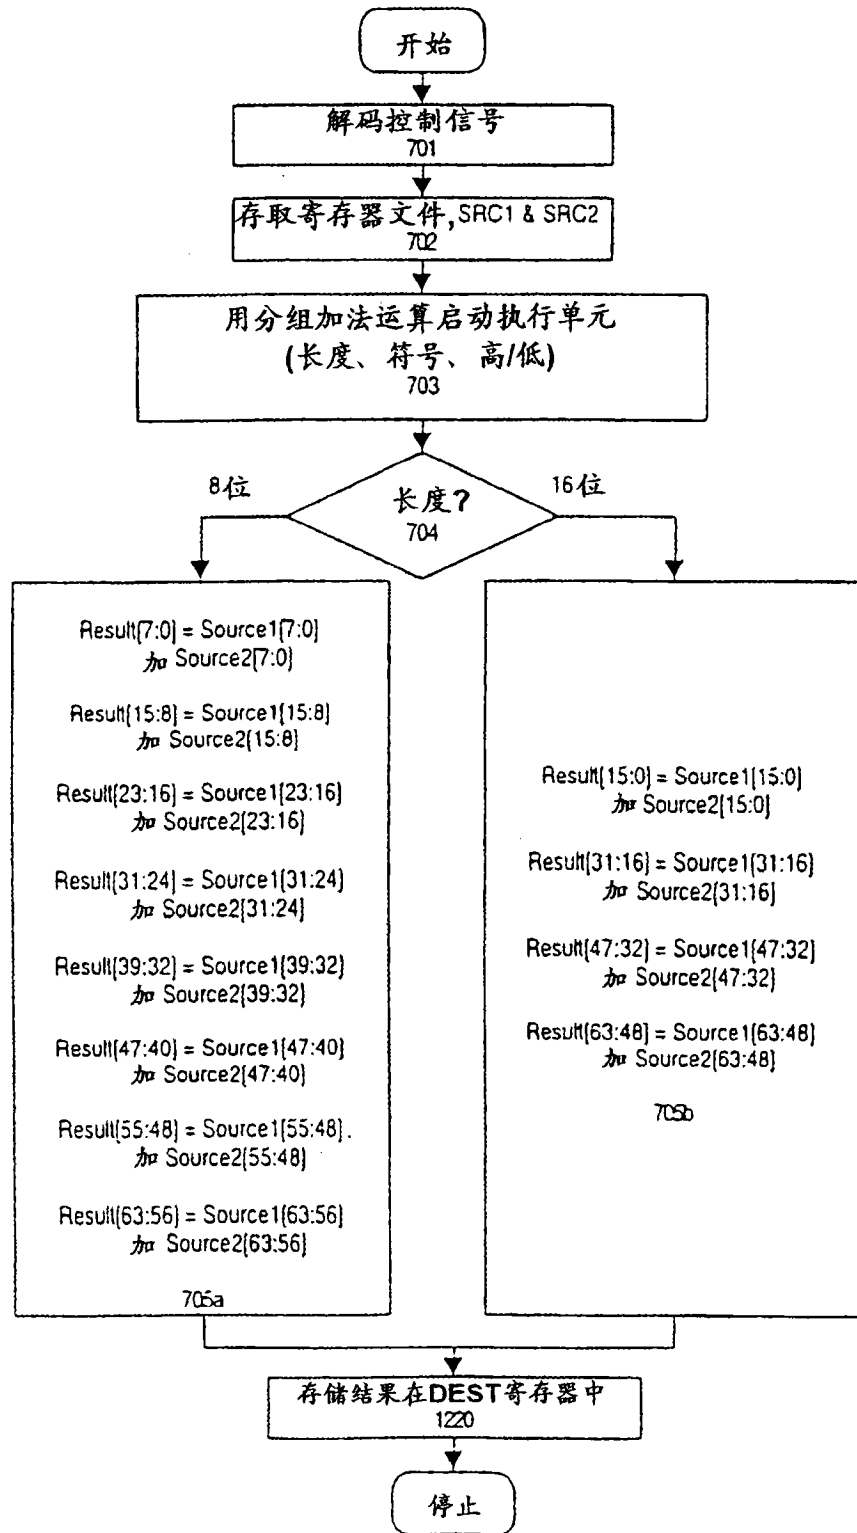 开始
解码控制信号
701
存取寄存器文件,SRC1 & SRC2
702
用分组加法运算启动执行单元
(长度、符号、高/低)
703
8位
长度?
16位
704
Result[7:0] = Source1[7:0]
加 Source2[7:0]
Result[15:8] = Source1[15:8]
加 Source2[15:8]
Result[23:16] = Source1[23:16]
加 Source2[23:16]
Result[31:24] = Source1[31:24]
加 Source2[31:24]
Result[39:32] = Source1[39:32]
加 Source2[39:32]
Result[47:40] = Source1[47:40]
加 Source2[47:40]
Result[55:48] = Source1[55:48].
加 Source2[55:48]
Result[63:56] = Source1[63:56]
加 Source2[63:56]
705a
Result[15:0] = Source1[15:0]
加 Source2[15:0]
Result[31:16] = Source1[31:16]
加 Source2[31:16]
Result[47:32] = Source1[47:32]
加 Source2[47:32]
Result[63:48] = Source1[63:48]
加 Source2[63:48]
705b
存储结果在DEST寄存器中
1220
停止